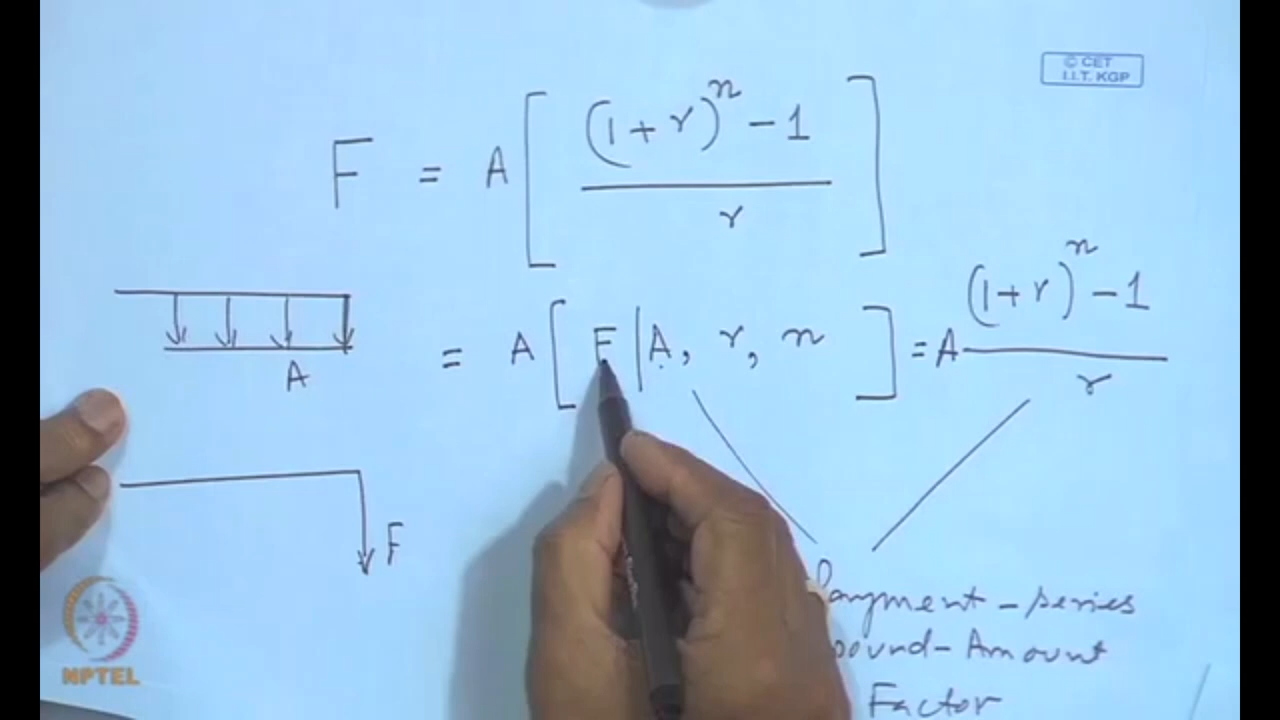 © CET
I.I.T. KGP
F = A [ (1+r)^n - 1 / r ]
A
= A [ F | A, r, n ] = A (1+r)^n - 1 / r
F
Payment - series
- Amount
Factor
NPTEL